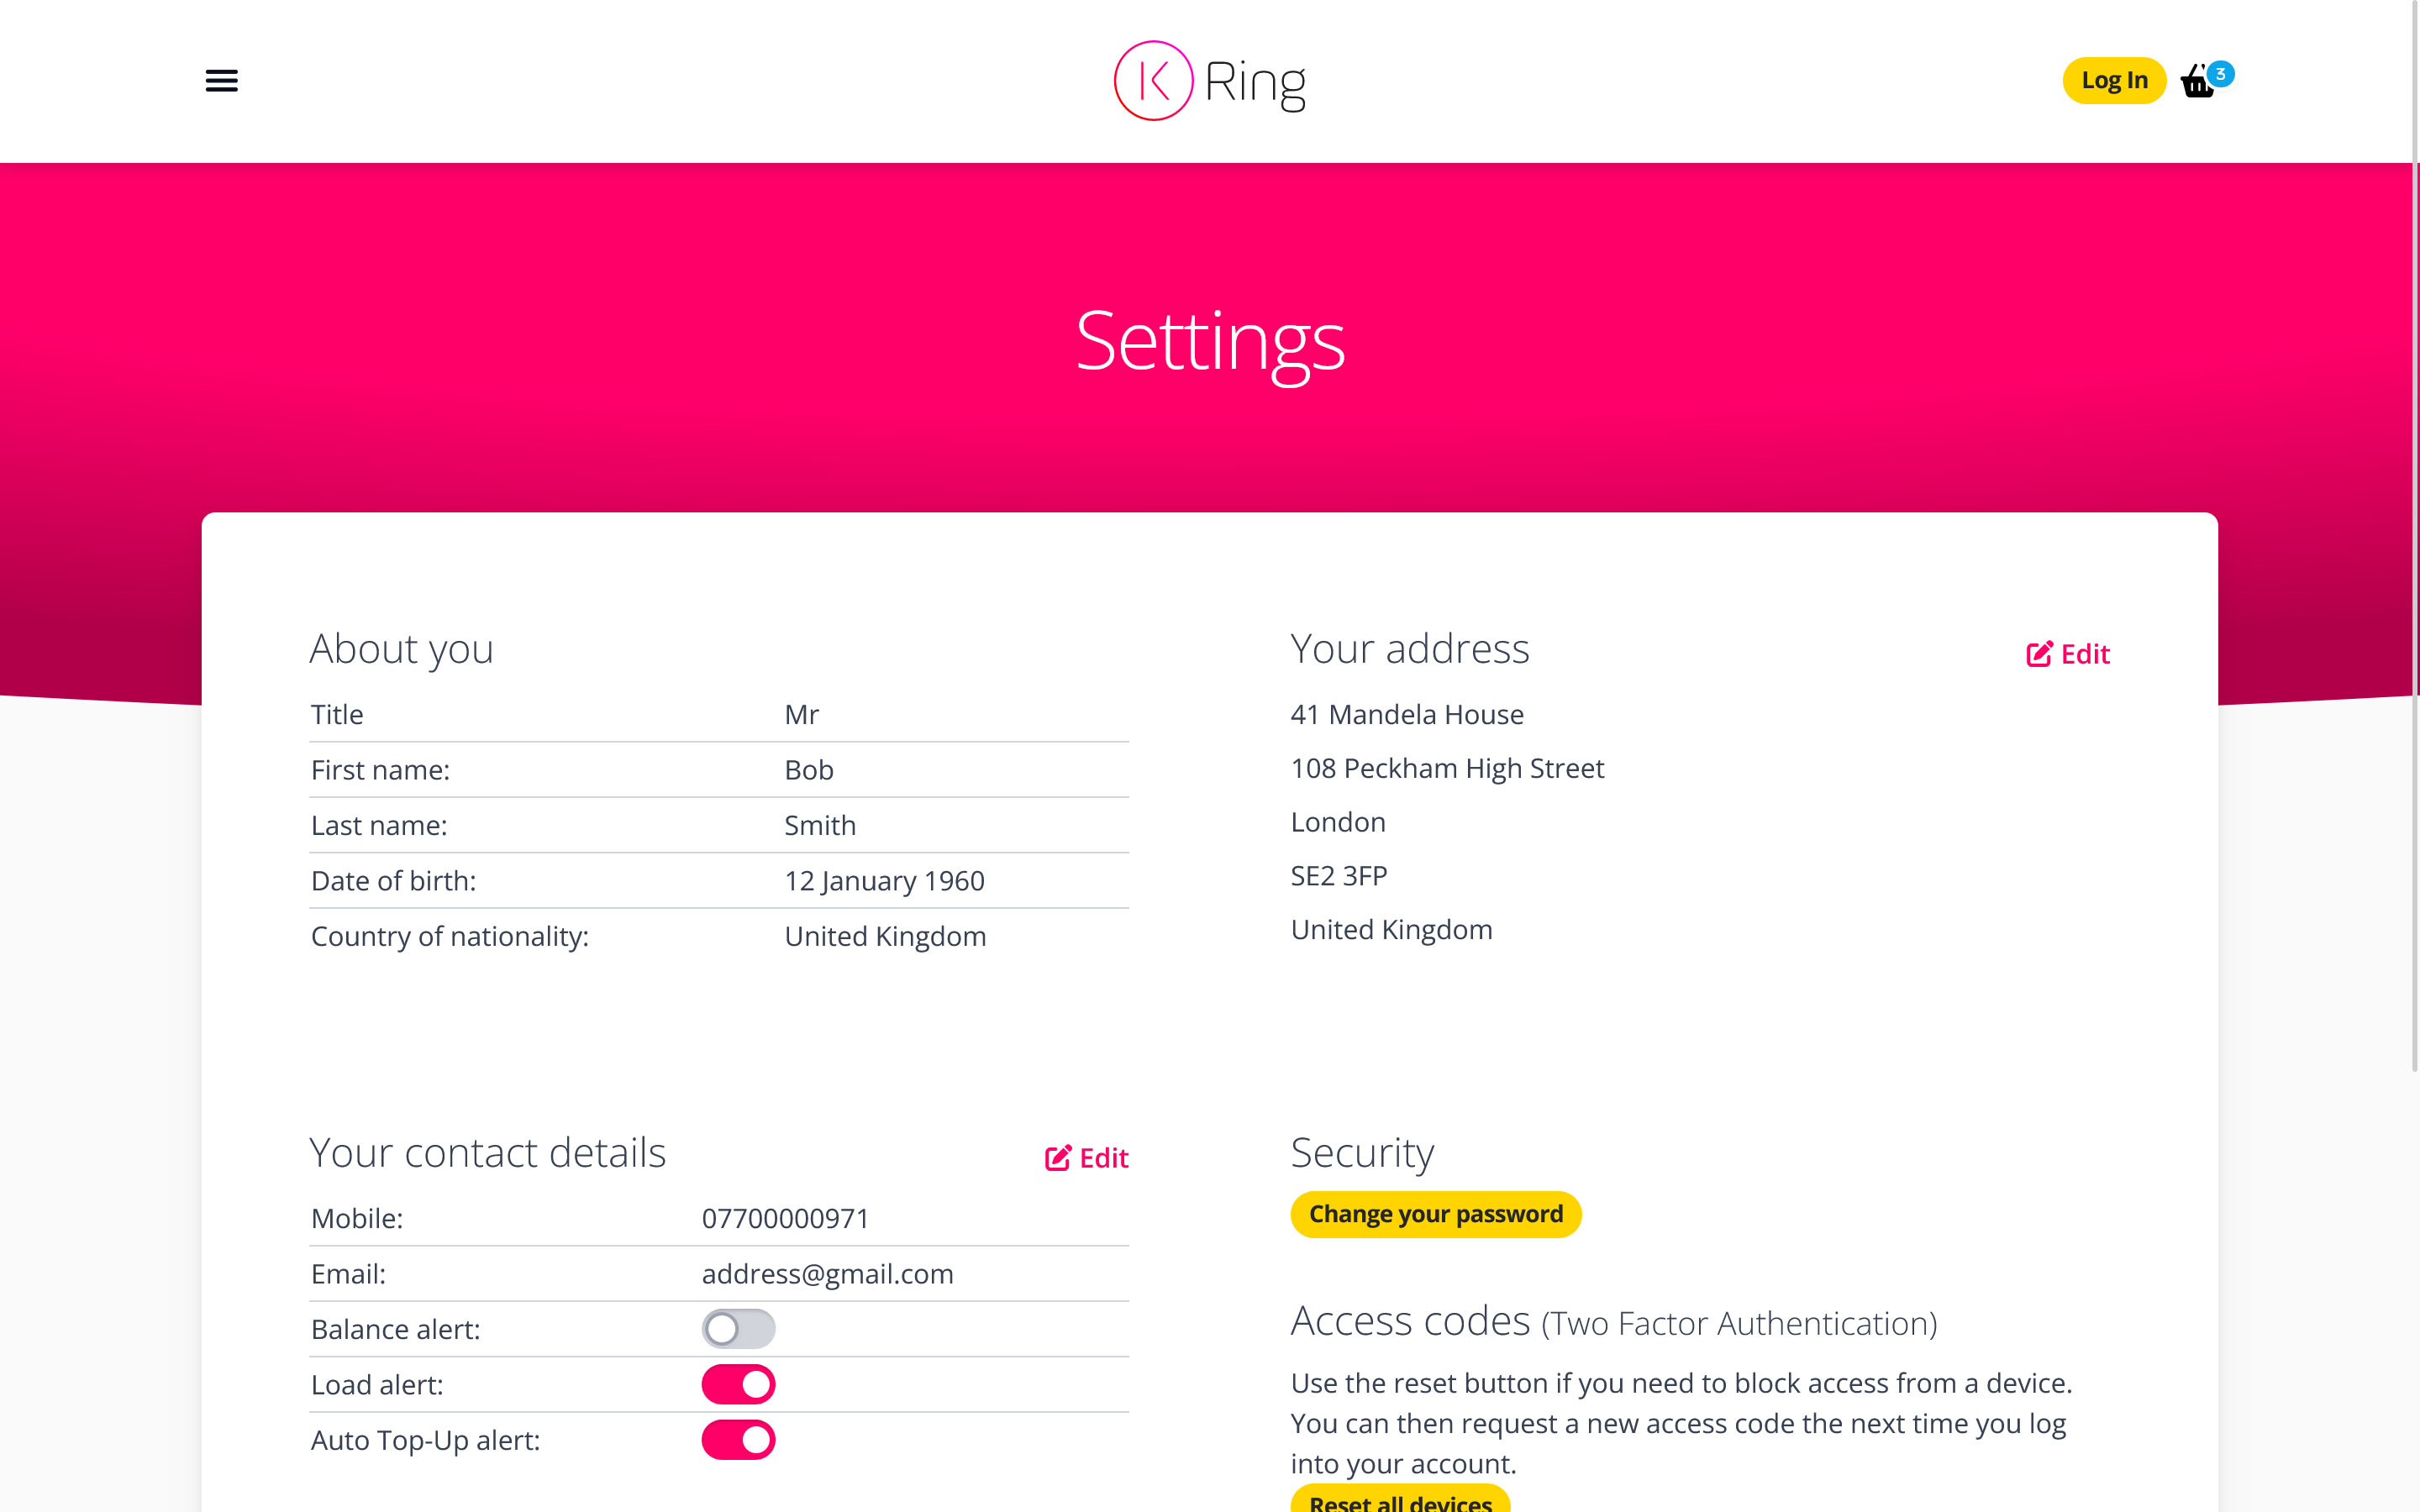 K Ring
Log In
3
Settings
About you
Title Mr
First name: Bob
Last name: Smith
Date of birth: 12 January 1960
Country of nationality: United Kingdom
Your address
Edit
41 Mandela House
108 Peckham High Street
London
SE2 3FP
United Kingdom
Your contact details
Edit
Mobile: 07700000971
Email: address@gmail.com
Balance alert:
Load alert:
Auto Top-Up alert:
Security
Change your password
Access codes (Two Factor Authentication)
Use the reset button if you need to block access from a device.
You can then request a new access code the next time you log
into your account.
Reset all devices